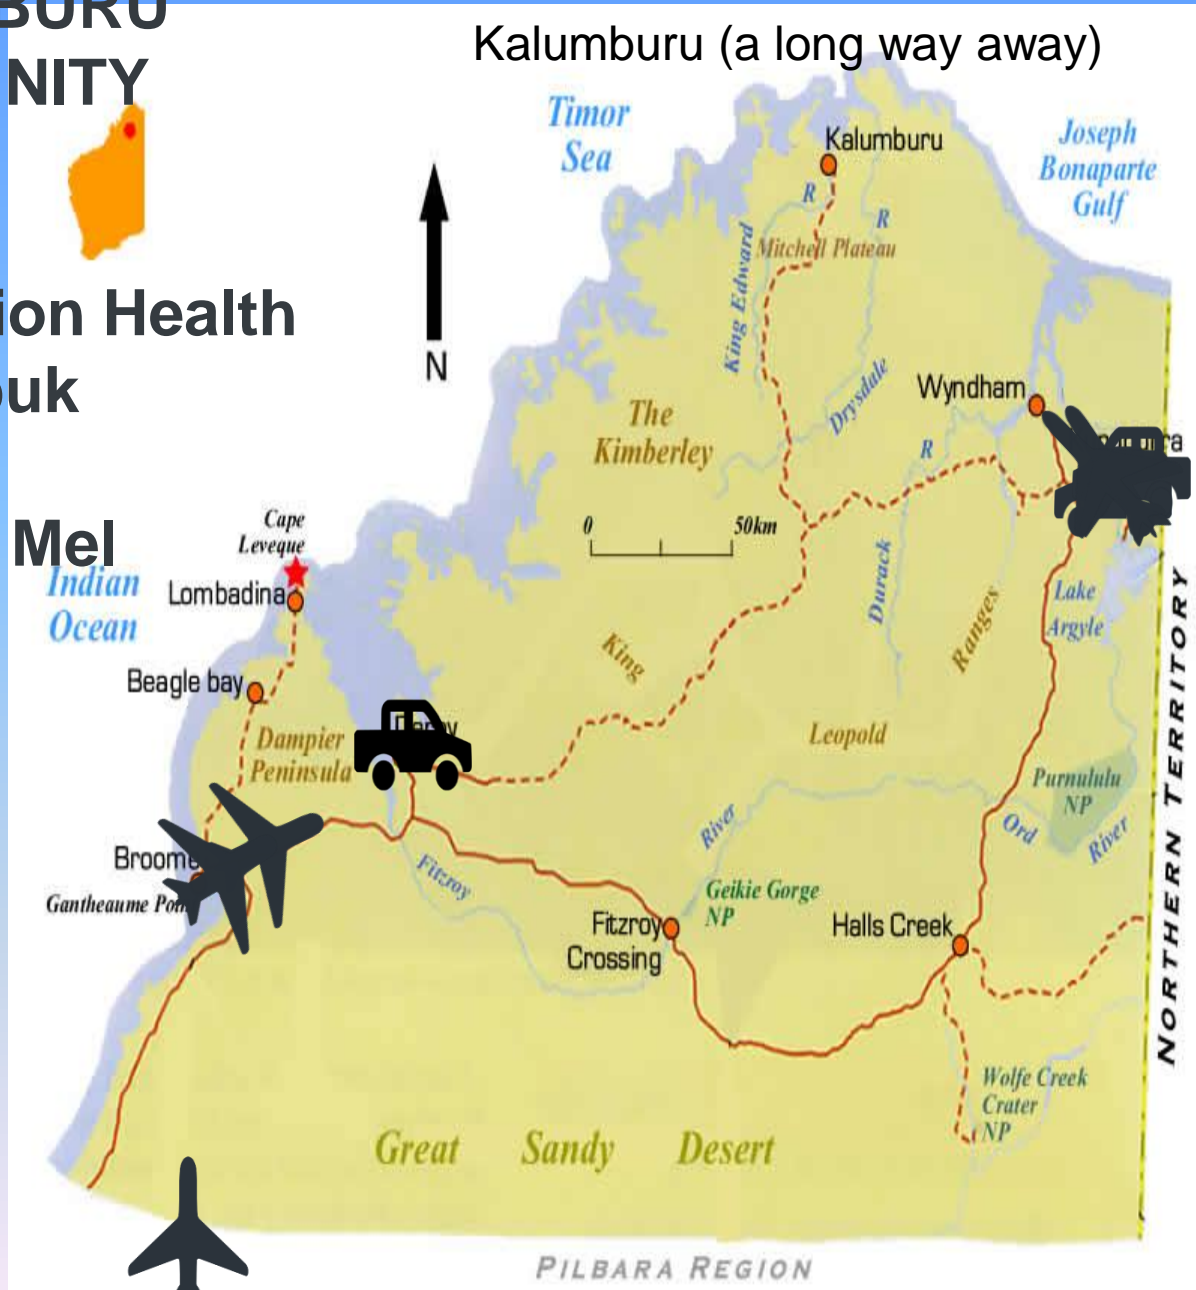 Kalumburu (a long way away)
NITY
Health
Mel
Timor
Sea
Joseph
Bonaparte
Gulf
Kalumburu
R
R
Mitchell Plateau
King Edward
N
Drysdale
Wyndham
The
Kimberley
R
0 50km
Cape
Leveque
Indian
Ocean
Lombadina
Durack
Lake
Argyle
Ranges
King
Beagle bay
Dampier
Peninsula
Leopold
Purnululu
NP
Ord
River
River
Broome
Fitzroy
Gantheaume
Geikie Gorge
NP
Fitzroy
Crossing
Halls Creek
NORTHERN TERRITORY
Wolfe Creek
Crater
NP
Great Sandy Desert
PILBARA REGION